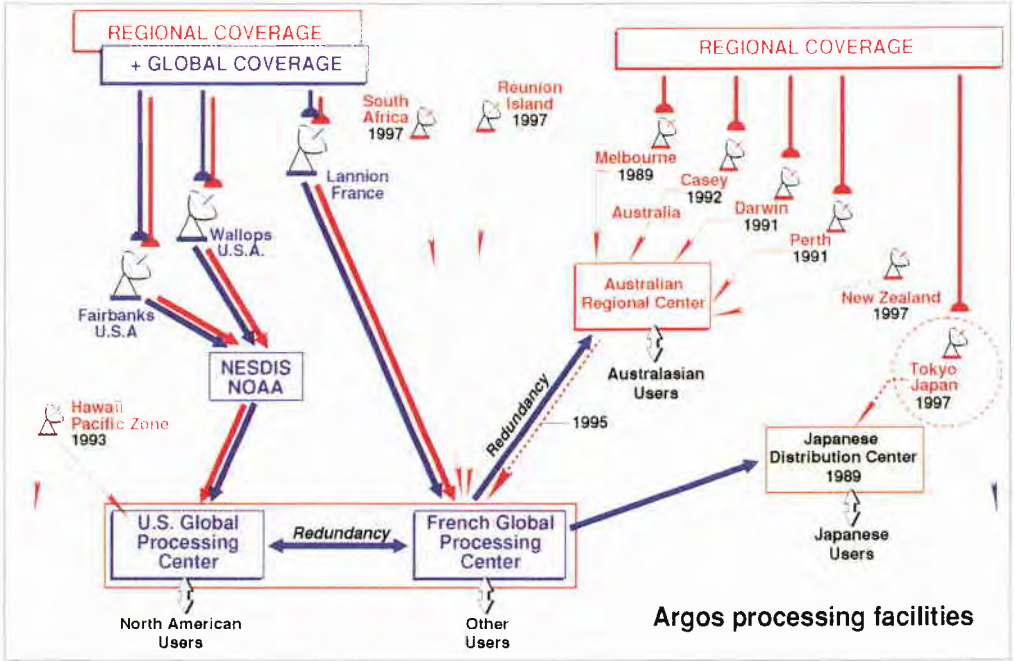 REGIONAL COVERAGE
+ GLOBAL COVERAGE
REGIONAL COVERAGE
South
Africa
1997
Réunion
Island
1997
Lannion
France
Wallops
U.S.A.
Fairbanks
U.S.A
NESDIS
NOAA
Melbourne
1989
Casey
1992
Australia
Darwin
1991
Perth
1991
New Zealand
1997
Tokyo
Japan
1997
Australian
Regional Center
Australasian
Users
Redundancy
1995
Hawaii
Pacific Zone
1993
Japanese
Distribution Center
1989
Japanese
Users
U.S. Global
Processing
Center
Redundancy
French Global
Processing
Center
North American
Users
Other
Users
Argos processing facilities